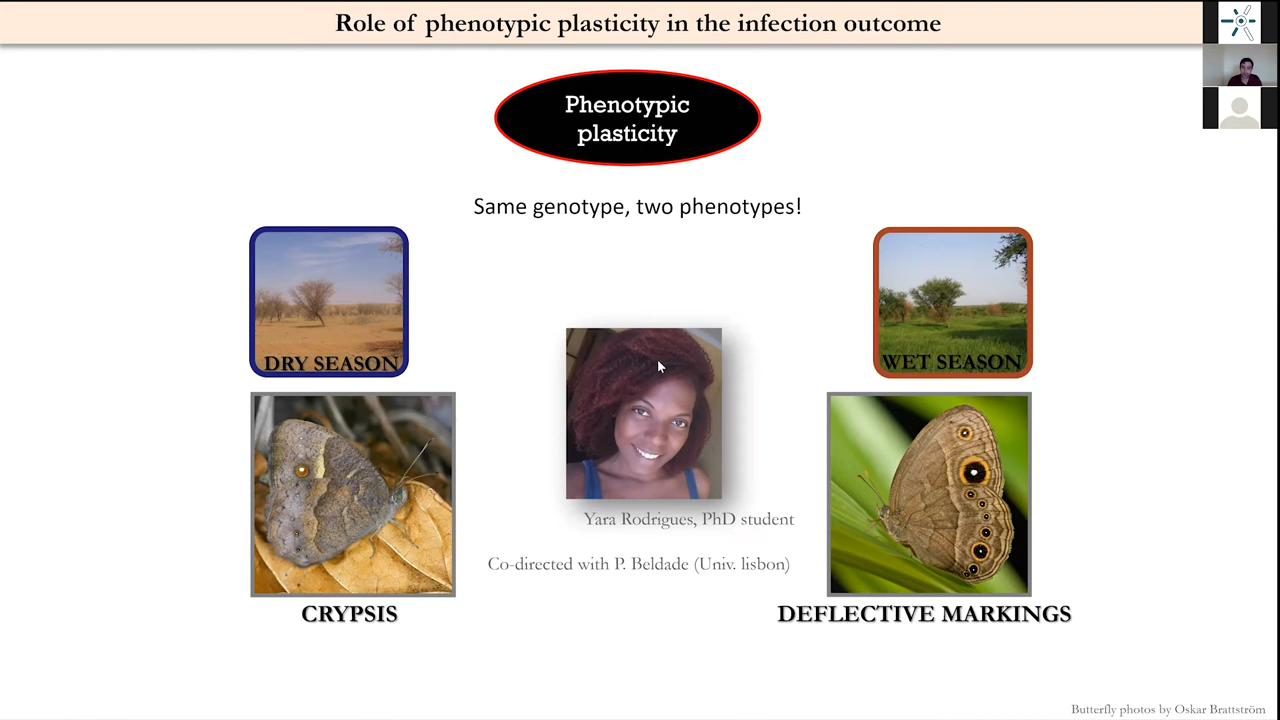 Role of phenotypic plasticity in the infection outcome
Phenotypic
plasticity
Same genotype, two phenotypes!
DRY SEASON
WET SEASON
Yara Rodrigues, PhD student
Co-directed with P. Beldade (Univ. lisbon)
CRYPSIS
DEFLECTIVE MARKINGS
Butterfly photos by Oskar Brattström